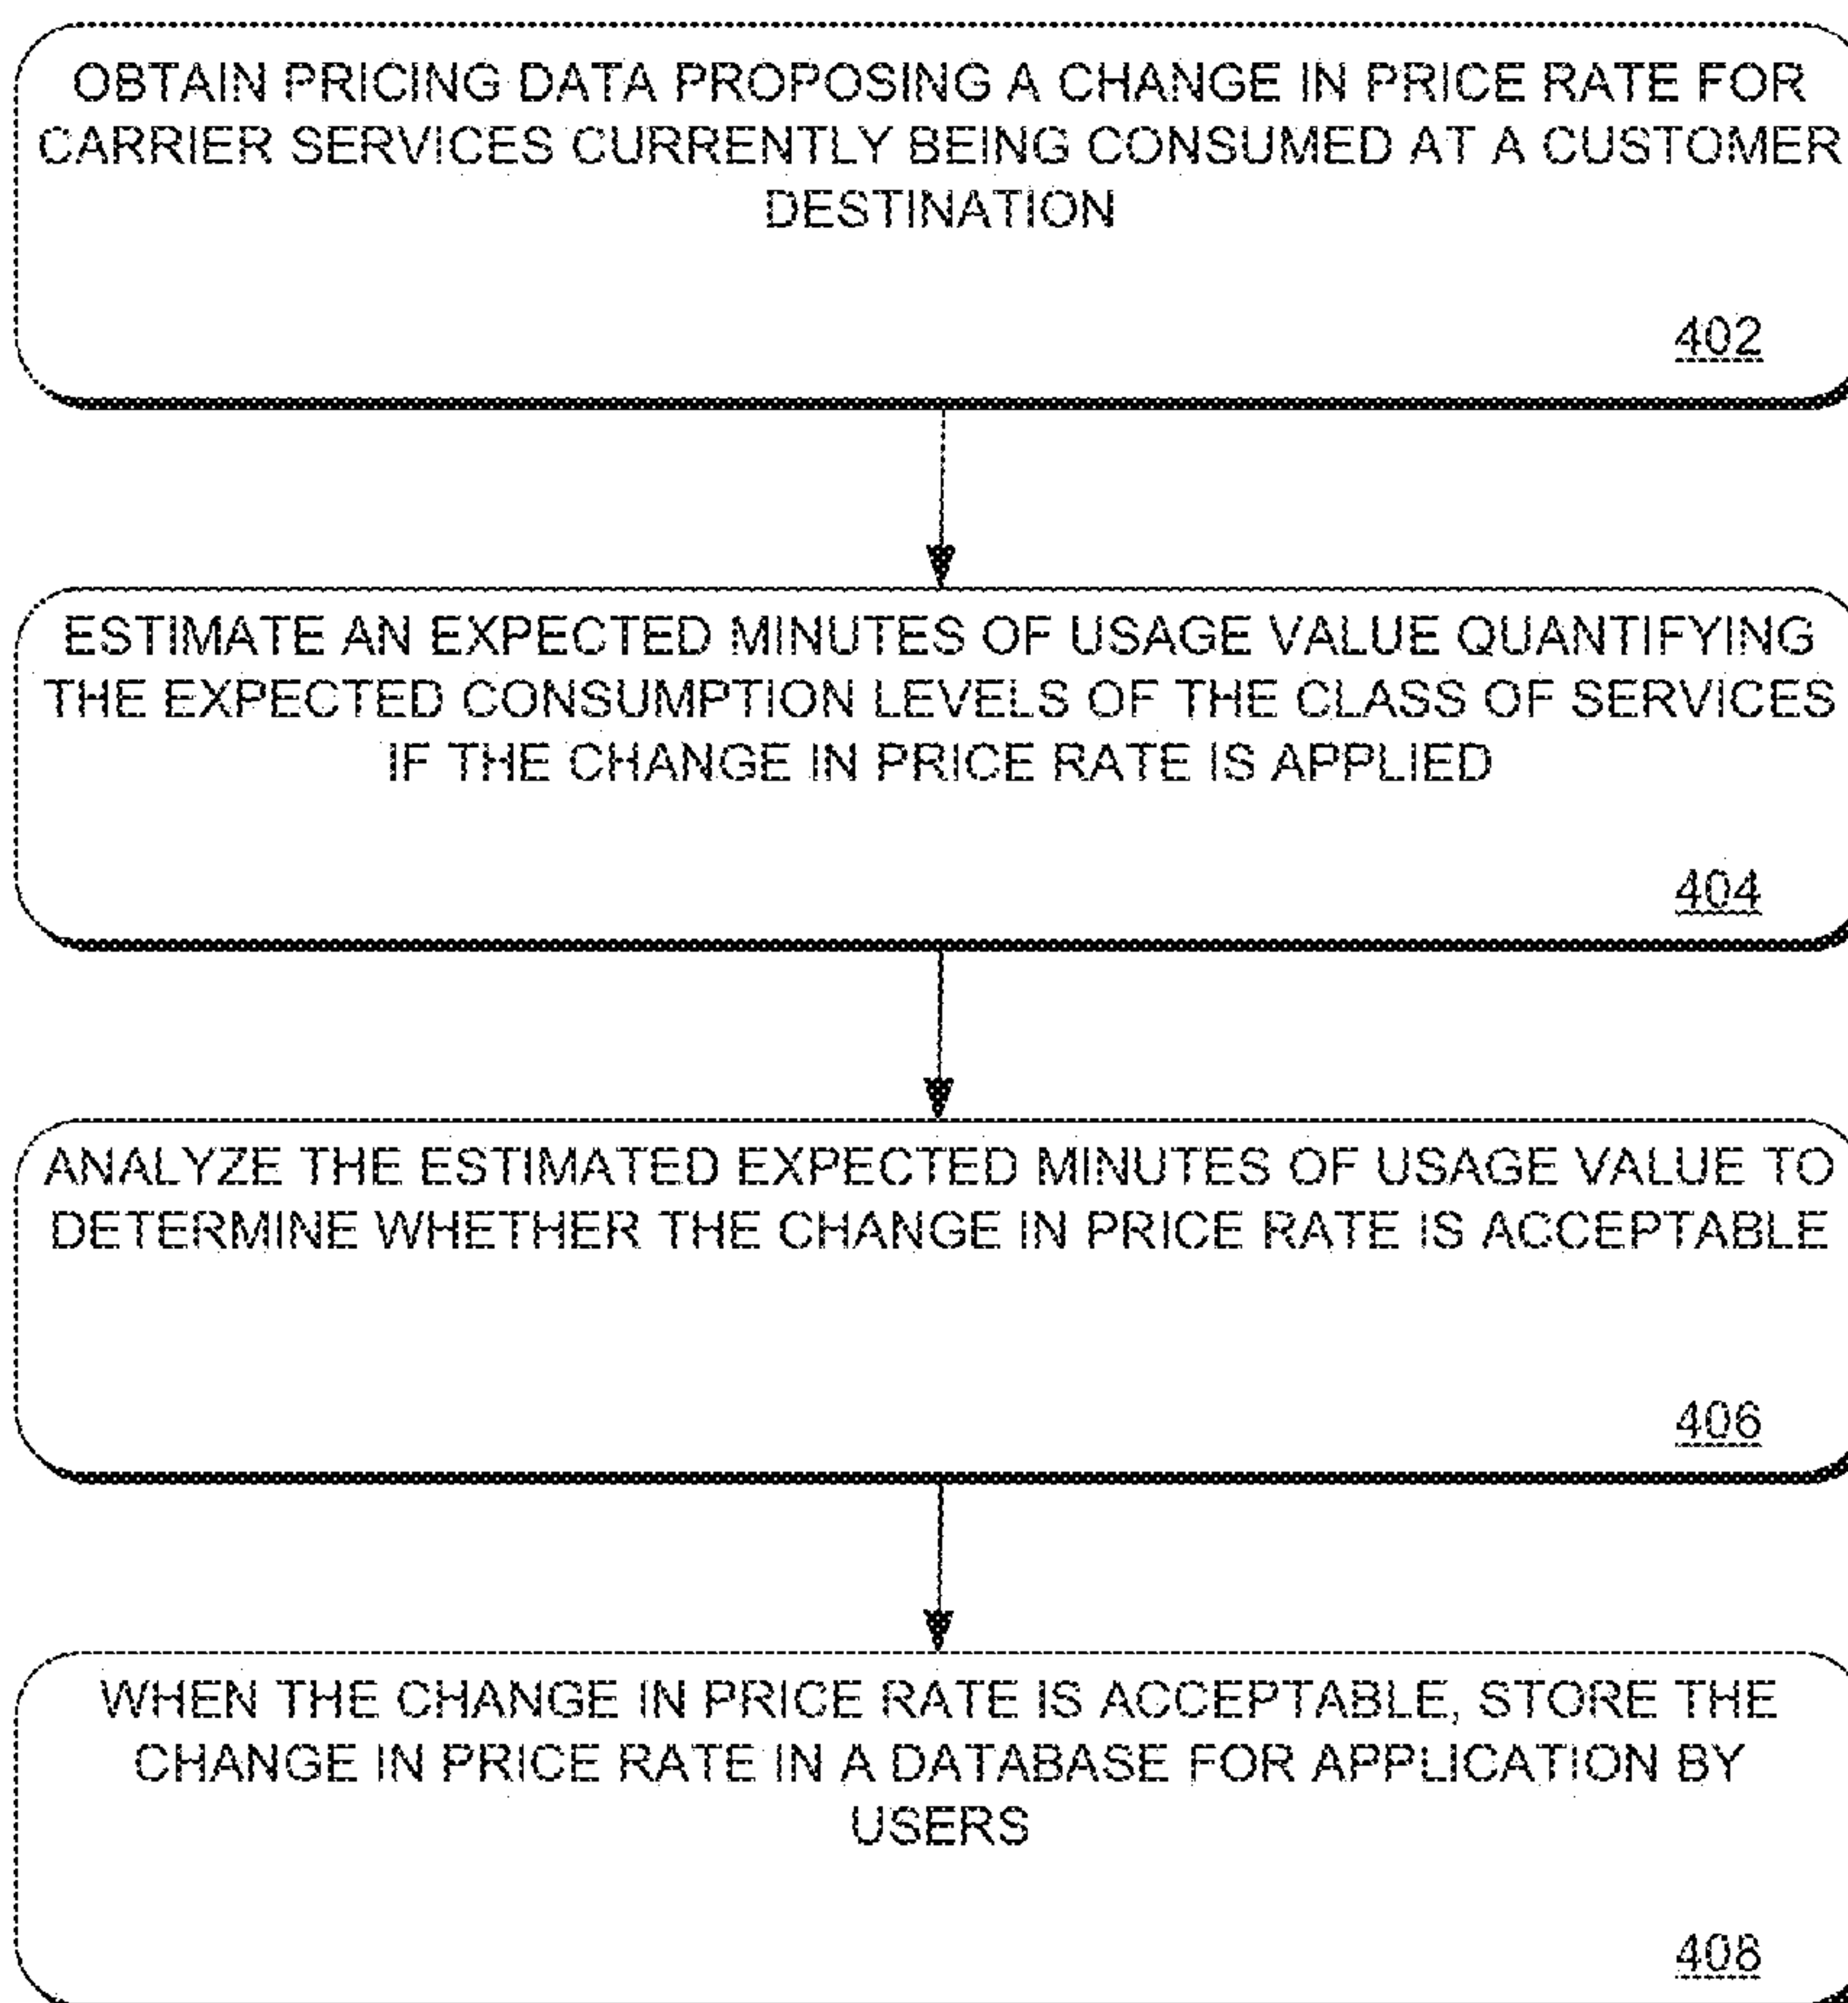 OBTAIN PRICING DATA PROPOSING A CHANGE IN PRICE RATE FOR
CARRIER SERVICES CURRENTLY BEING CONSUMED AT A CUSTOMER
DESTINATION
402
ESTIMATE AN EXPECTED MINUTES OF USAGE VALUE QUANTIFYING
THE EXPECTED CONSUMPTION LEVELS OF THE CLASS OF SERVICES
IF THE CHANGE IN PRICE RATE IS APPLIED
404
ANALYZE THE ESTIMATED EXPECTED MINUTES OF USAGE VALUE TO
DETERMINE WHETHER THE CHANGE IN PRICE RATE IS ACCEPTABLE
406
WHEN THE CHANGE IN PRICE RATE IS ACCEPTABLE, STORE THE
CHANGE IN PRICE RATE IN A DATABASE FOR APPLICATION BY
USERS
408